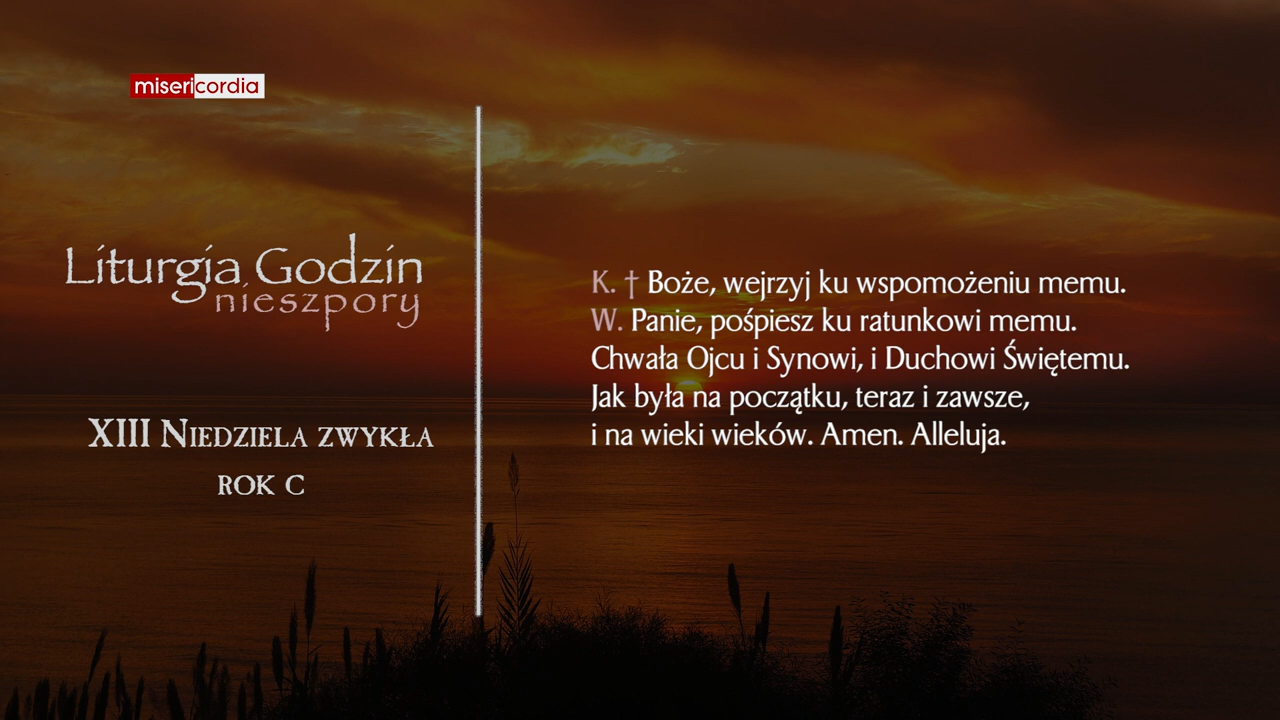 misericordia
Liturgia Godzin
nieszpory
XIII Niedziela zwykła
rok C
K. † Boże, wejrzyj ku wspomożeniu memu.
W. Panie, pośpiesz ku ratunkowi memu.
Chwała Ojcu i Synowi, i Duchowi Świętemu.
Jak była na początku, teraz i zawsze,
i na wieki wieków. Amen. Alleluja.